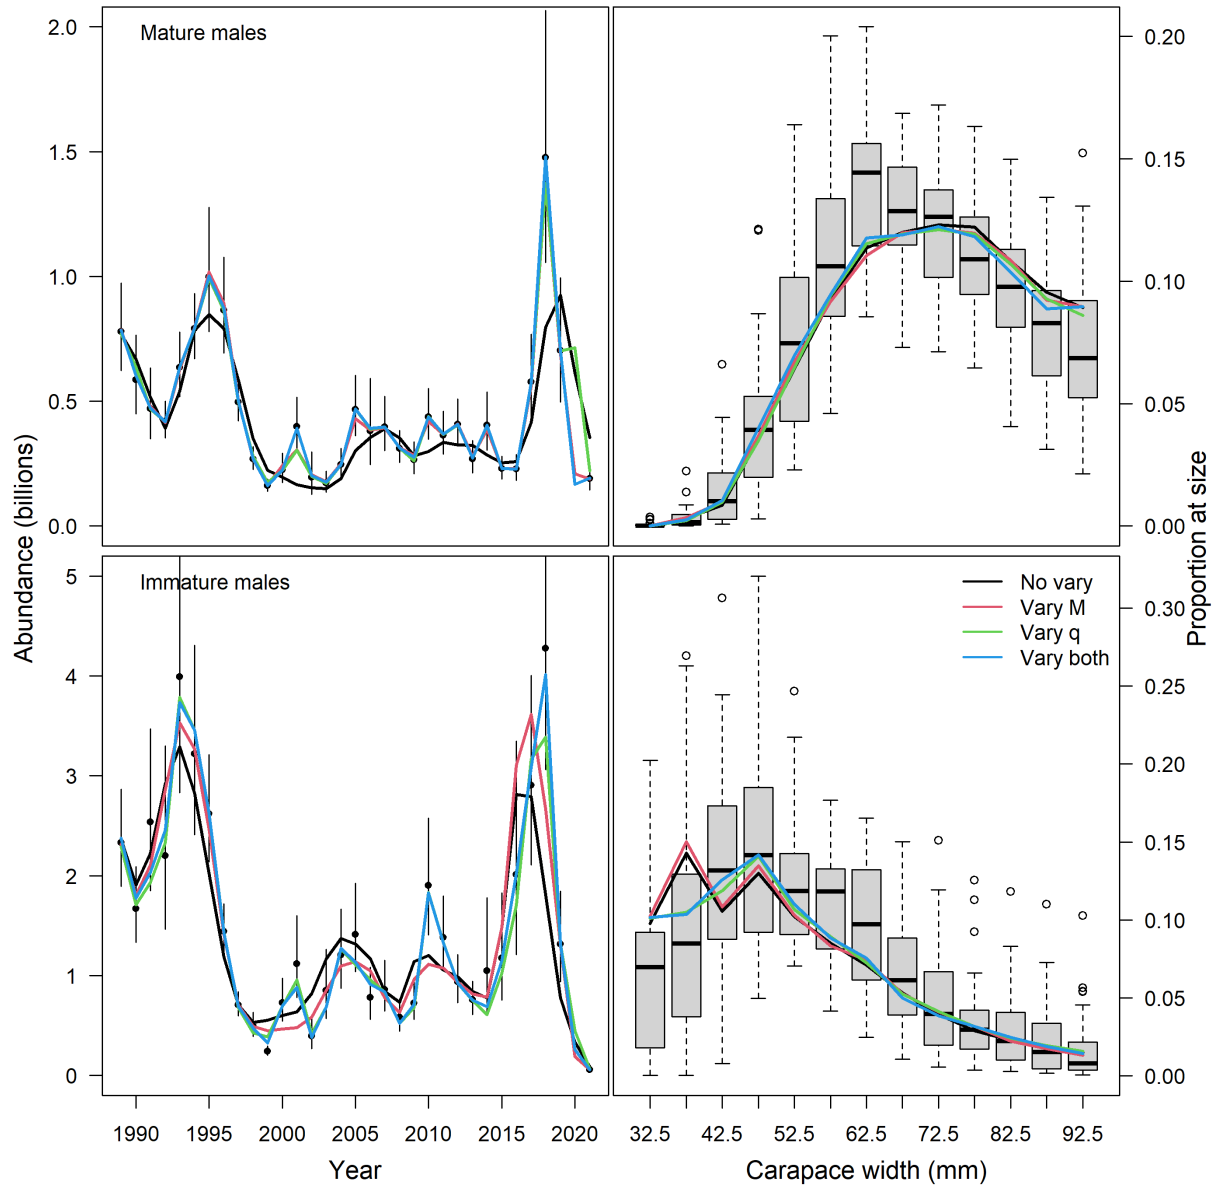 Mature males
2.0
1.5
1.0
0.5
0.0
0.20
0.15
0.10
0.05
0.00
Abundance (billions)
Proportion at size
Immature males
5
4
3
2
1
0
No vary
Vary M
Vary q
Vary both
0.30
0.25
0.20
0.15
0.10
0.05
0.00
1990 1995 2000 2005 2010 2015 2020
32.5 42.5 52.5 62.5 72.5 82.5 92.5
Year
Carapace width (mm)